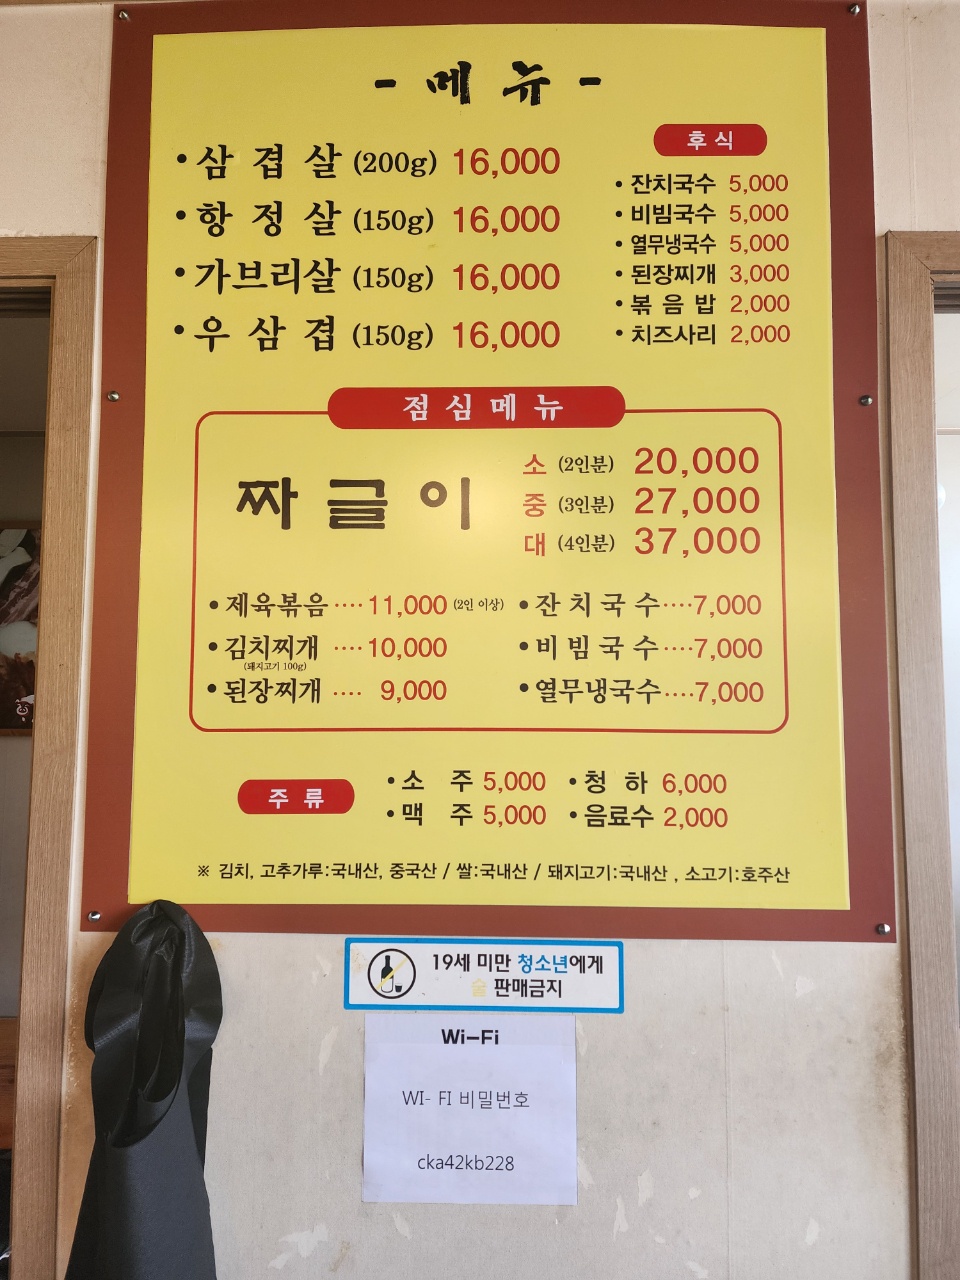 - 메뉴 -
• 삼겹살 (200g) 16,000
• 항정살 (150g) 16,000
• 가브리살 (150g) 16,000
• 우삼겹 (150g) 16,000
후식
• 잔치국수 5,000
• 비빔국수 5,000
• 열무냉국수 5,000
• 된장찌개 3,000
• 볶음밥 2,000
• 치즈사리 2,000
점심메뉴
짜글이
소 (2인분) 20,000
중 (3인분) 27,000
대 (4인분) 37,000
• 제육볶음 ···· 11,000 (2인 이상)
• 김치찌개 ···· 10,000
(돼지고기 100g)
• 된장찌개 ···· 9,000
• 잔치국수 ···· 7,000
• 비빔국수 ···· 7,000
• 열무냉국수 ···· 7,000
주류
• 소주 5,000 • 청하 6,000
• 맥주 5,000 • 음료수 2,000
※ 김치, 고추가루:국내산, 중국산 / 쌀:국내산 / 돼지고기:국내산 , 소고기:호주산
19세 미만 청소년에게
술 판매금지
Wi-Fi
WI- FI 비밀번호
cka42kb228